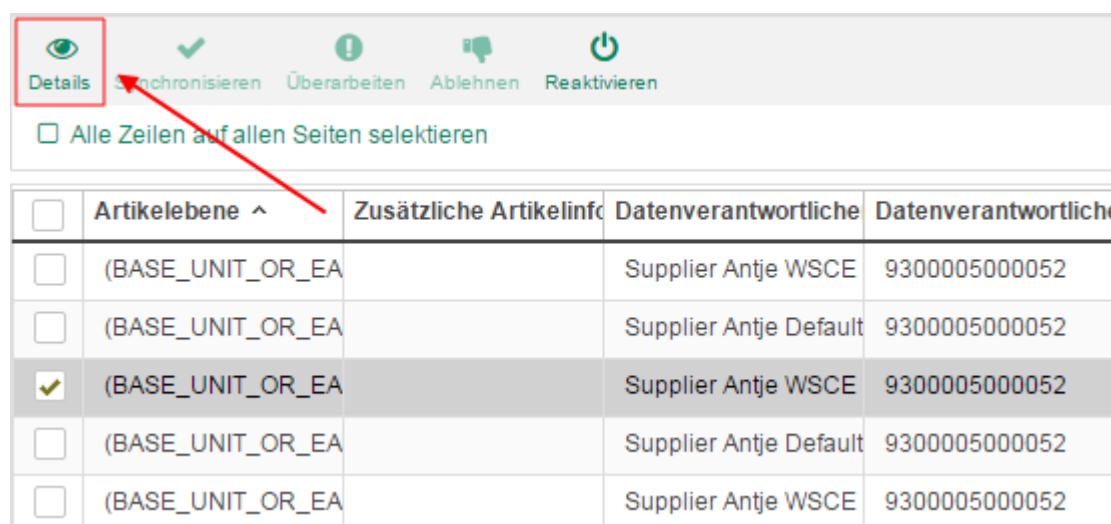 Details Synchronisieren Überarbeiten Ablehnen Reaktivieren
Alle Zeilen auf allen Seiten selektieren
Artikelebene Zusätzliche Artikelinfo Datenverantwortliche Datenverantwortliche
(BASE_UNIT_OR_EA Supplier Antje WSCE 9300005000052
(BASE_UNIT_OR_EA Supplier Antje Default 9300005000052
(BASE_UNIT_OR_EA Supplier Antje WSCE 9300005000052
(BASE_UNIT_OR_EA Supplier Antje Default 9300005000052
(BASE_UNIT_OR_EA Supplier Antje WSCE 9300005000052